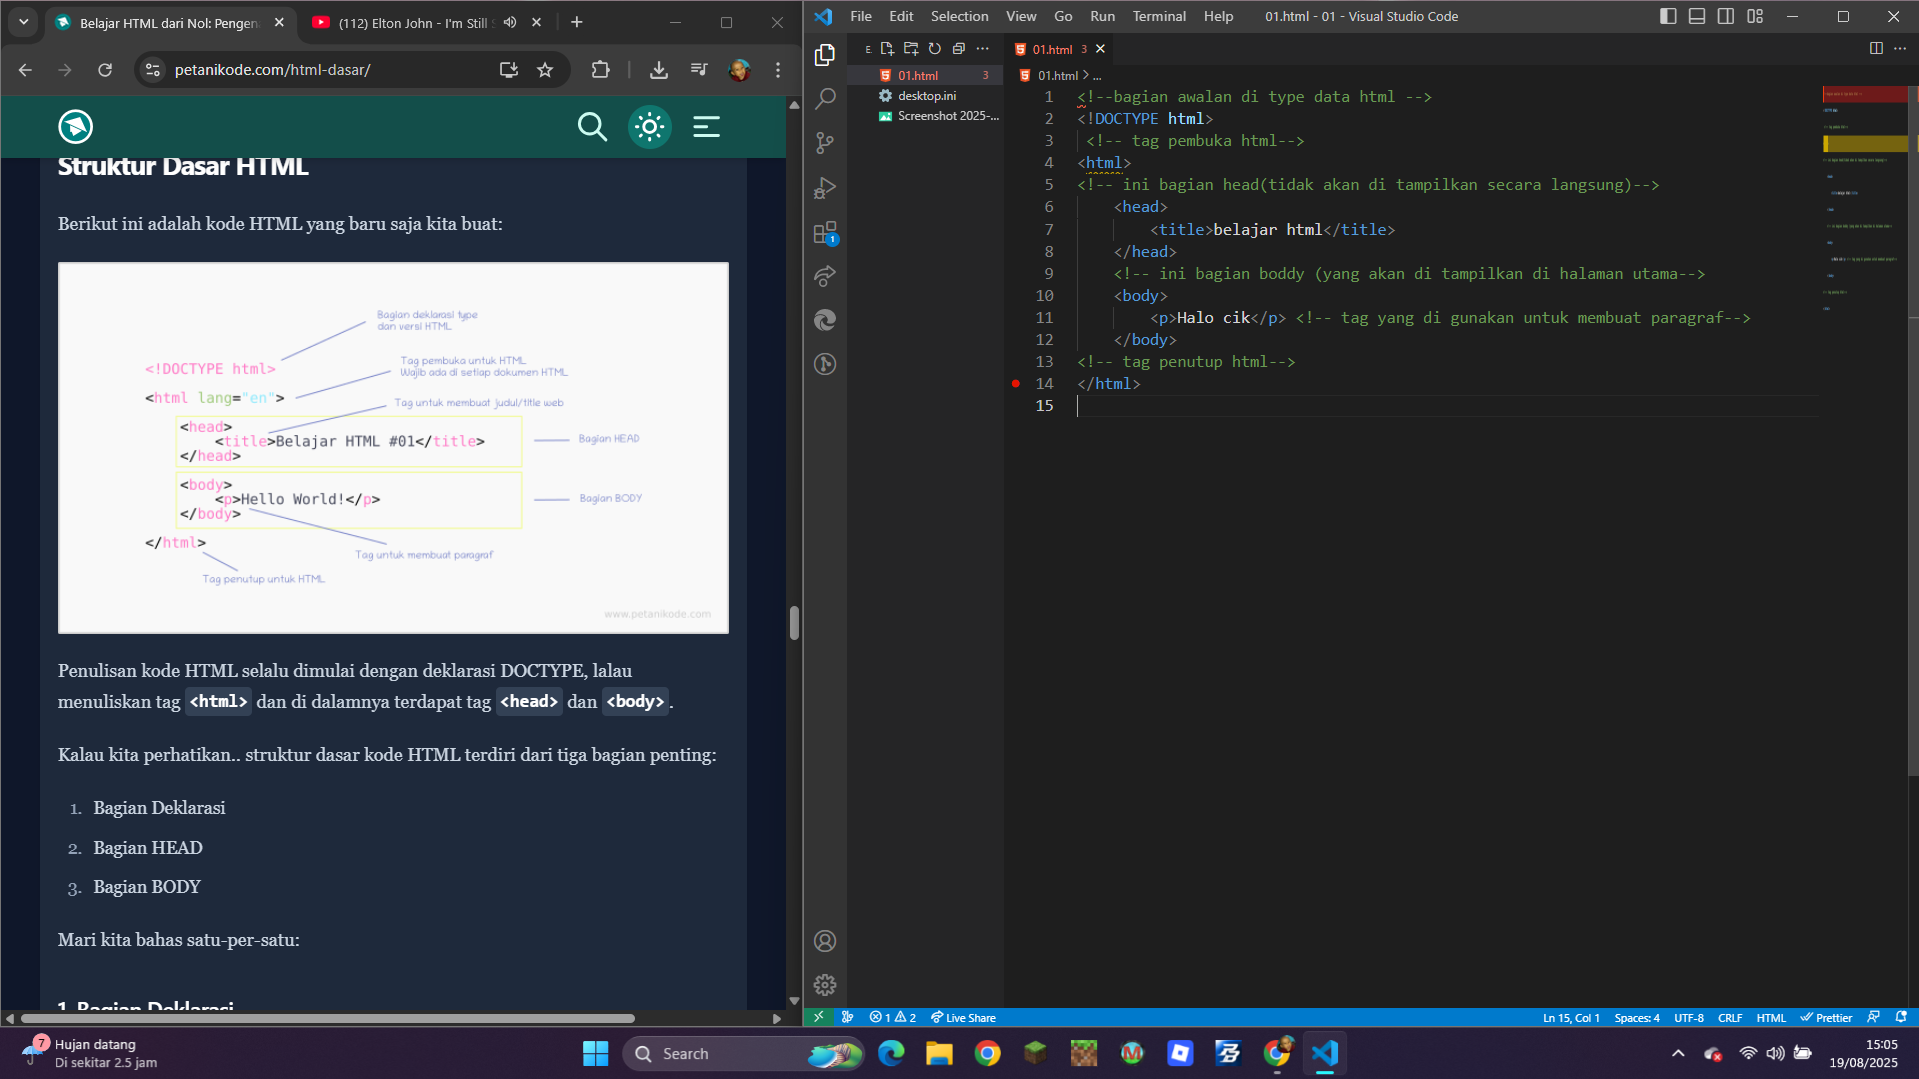 Belajar HTML dari Nol: Pengen
(112) Elton John - I'm Still S
petanikode.com/html-dasar/
Struktur Dasar HTML
Berikut ini adalah kode HTML yang baru saja kita buat:
Bagian deklarasi type
dan versi HTML
<!DOCTYPE html>
Tag pembuka untuk HTML
Wajib ada di setiap dokumen HTML
<html lang="en">
Tag untuk membuat judul/title web
<head>
<title>Belajar HTML #01</title>
</head>
Bagian HEAD
<body>
<p>Hello World!</p>
</body>
Bagian BODY
</html>
Tag untuk membuat paragraf
Tag penutup untuk HTML
www.petanikode.com
Penulisan kode HTML selalu dimulai dengan deklarasi DOCTYPE, lalau
menuliskan tag <html> dan di dalamnya terdapat tag <head> dan <body>.
Kalau kita perhatikan.. struktur dasar kode HTML terdiri dari tiga bagian penting:
1. Bagian Deklarasi
2. Bagian HEAD
3. Bagian BODY
Mari kita bahas satu-per-satu:
1. Bagian Deklarasi
File Edit Selection View Go Run Terminal Help
01.html - 01 - Visual Studio Code
E
01.html 3
desktop.ini
Screenshot 2025-...
1
01.html 3
01.html > ...
1 <!--bagian awalan di type data html -->
2 <!DOCTYPE html>
3 <!-- tag pembuka html-->
4 <html>
5 <!-- ini bagian head(tidak akan di tampilkan secara langsung)-->
6 <head>
7 <title>belajar html</title>
8 </head>
9 <!-- ini bagian boddy (yang akan di tampilkan di halaman utama-->
10 <body>
11 <p>Halo cik</p> <!-- tag yang di gunakan untuk membuat paragraf-->
12 </body>
13 <!-- tag penutup html-->
14 </html>
15
1 2 Live Share
Ln 15, Col 1 Spaces: 4 UTF-8 CRLF HTML Prettier
7
Hujan datang
Di sekitar 2.5 jam
Search
15:05
19/08/2025